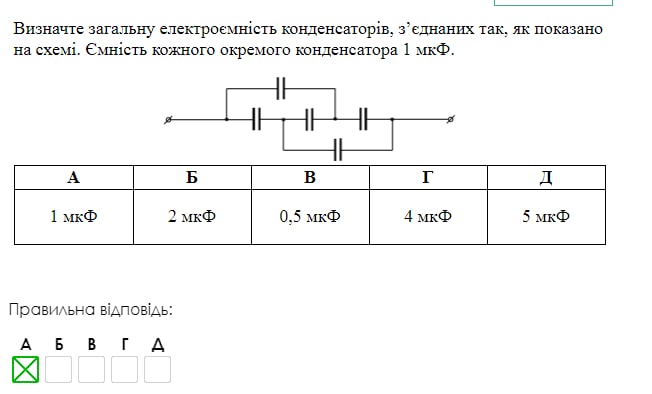 Визначте загальну електроємність конденсаторів, з’єднаних так, як показано
на схемі. Ємність кожного окремого конденсатора 1 мкФ.
А Б В Г Д
1 мкФ 2 мкФ 0,5 мкФ 4 мкФ 5 мкФ
Правильна відповідь:
А Б В Г Д